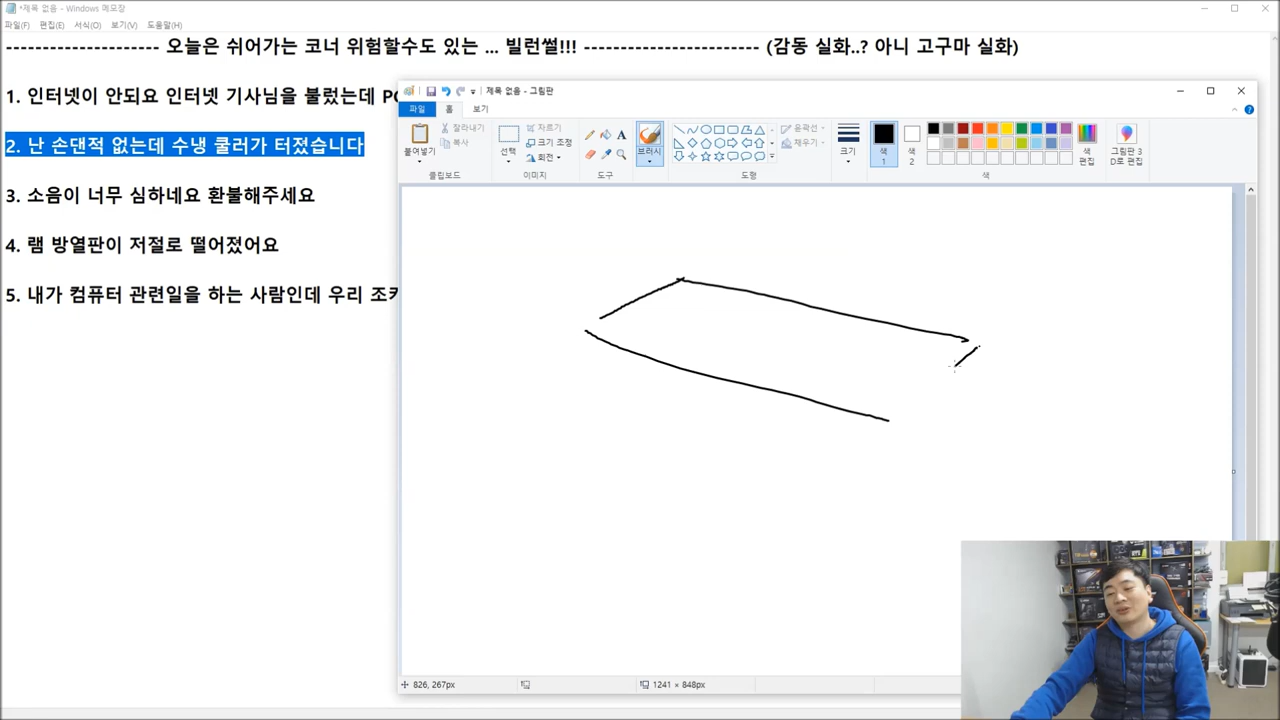 *제목 없음 - Windows 메모장
파일(F) 편집(E) 서식(O) 보기(V) 도움말(H)
--------------------- 오늘은 쉬어가는 코너 위험할수도 있는 ... 빌런썰!!! ------------------------ (감동 실화..? 아니 고구마 실화)
1. 인터넷이 안되요 인터넷 기사님을 불렀는데
2. 난 손댄적 없는데 수냉 쿨러가 터졌습니다
3. 소음이 너무 심하네요 환불해주세요
4. 램 방열판이 저절로 떨어졌어요
5. 내가 컴퓨터 관련일을 하는 사람인데 우리
제목 없음 - 그림판
파일 홈 보기
붙여넣기 잘라내기 복사
선택 자르기 크기 조정 회전
브러시
윤곽선 채우기
크기
색 1 색 2
색 편집
그림판 3D로 편집
클립보드 이미지 도구 도형 색
826, 267px 1241 × 848px